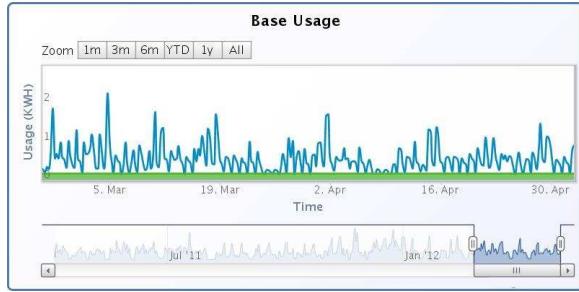 Base Usage
Zoom 1m 3m 6m YTD 1y All
Usage (KWH)
2
1
0
5. Mar 19. Mar 2. Apr 16. Apr 30. Apr
Time
Jul '11 Jan '12